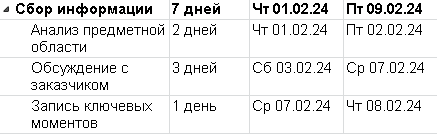 Сбор информации 7 дней Чт 01.02.24 Пт 09.02.24
Анализ предметной 2 дней Чт 01.02.24 Пт 02.02.24
области
Обсуждение с 3 дней Сб 03.02.24 Ср 07.02.24
заказчиком
Запись ключевых 1 день Ср 07.02.24 Чт 08.02.24
моментов